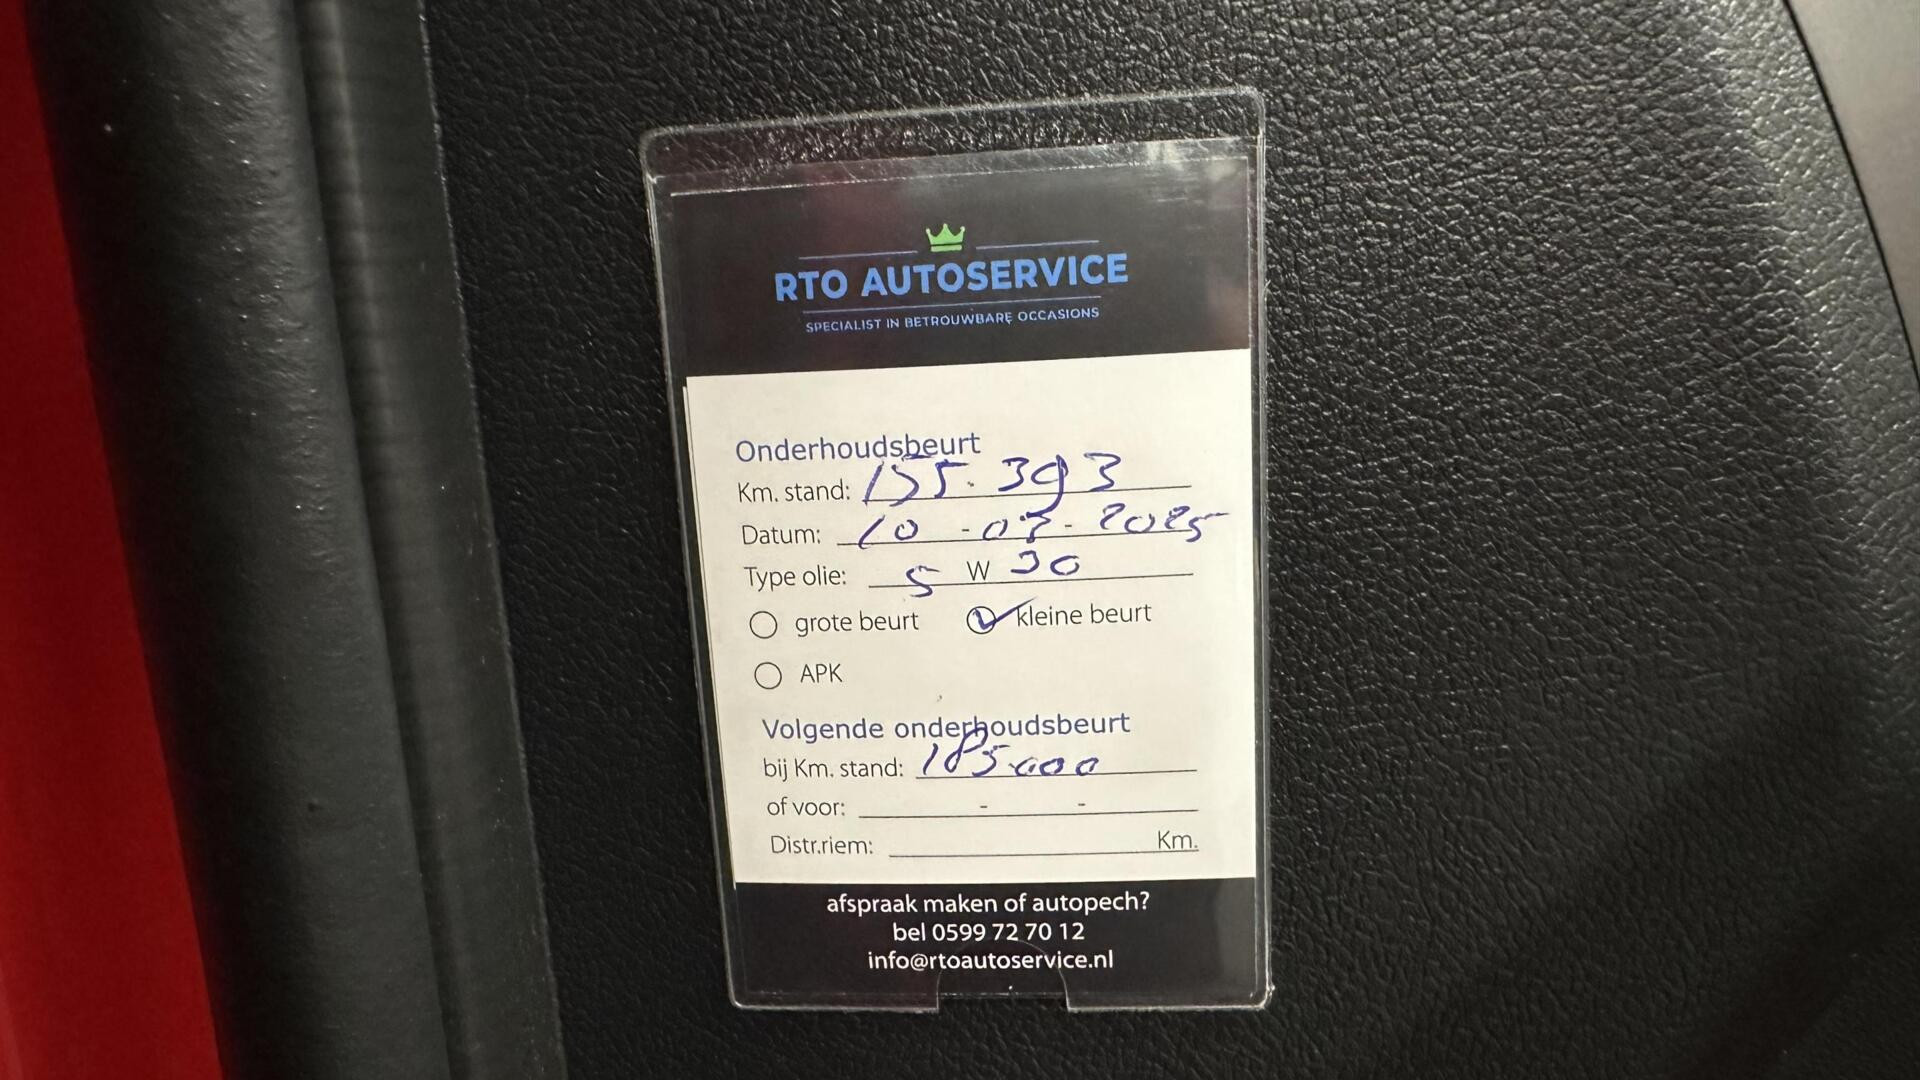 RTO AUTOSERVICE
SPECIALIST IN BETROUWBARE OCCASIONS
Onderhoudsbeurt
Km. stand: 155.393
Datum: 10 - 07 - 2025
Type olie: 5 W 30
grote beurt kleine beurt
APK
Volgende onderhoudsbeurt
bij Km. stand: 185.000
of voor: - -
Distr.riem: Km.
afspraak maken of autopech?
bel 0599 72 70 12
info@rtoautoservice.nl